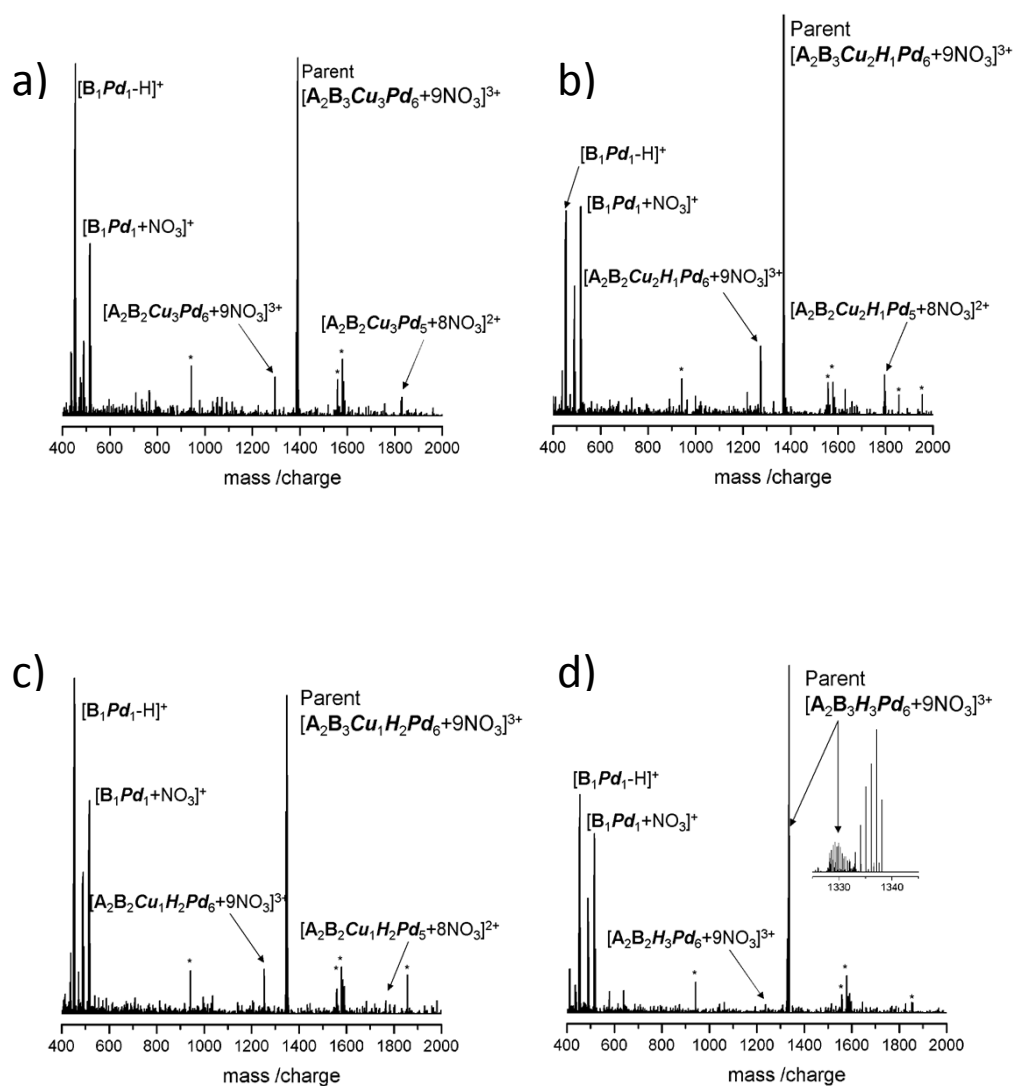 a)
Parent
[A₂B₃Cu₃Pd₆+9NO₃]³⁺
[B₁Pd₁-H]⁺
[B₁Pd₁+NO₃]⁺
[A₂B₂Cu₃Pd₆+9NO₃]³⁺
[A₂B₂Cu₃Pd₅+8NO₃]²⁺
*
*
*
400 600 800 1000 1200 1400 1600 1800 2000
mass /charge
b)
Parent
[A₂B₃Cu₂H₁Pd₆+9NO₃]³⁺
[B₁Pd₁-H]⁺
[B₁Pd₁+NO₃]⁺
[A₂B₂Cu₂H₁Pd₆+9NO₃]³⁺
[A₂B₂Cu₂H₁Pd₅+8NO₃]²⁺
*
*
*
*
*
400 600 800 1000 1200 1400 1600 1800 2000
mass /charge
c)
Parent
[A₂B₃Cu₁H₂Pd₆+9NO₃]³⁺
[B₁Pd₁-H]⁺
[B₁Pd₁+NO₃]⁺
[A₂B₂Cu₁H₂Pd₆+9NO₃]³⁺
[A₂B₂Cu₁H₂Pd₅+8NO₃]²⁺
*
*
*
*
400 600 800 1000 1200 1400 1600 1800 2000
mass /charge
d)
Parent
[A₂B₃H₃Pd₆+9NO₃]³⁺
[B₁Pd₁-H]⁺
[B₁Pd₁+NO₃]⁺
1330 1340
[A₂B₂H₃Pd₆+9NO₃]³⁺
*
*
*
*
400 600 800 1000 1200 1400 1600 1800 2000
mass /charge